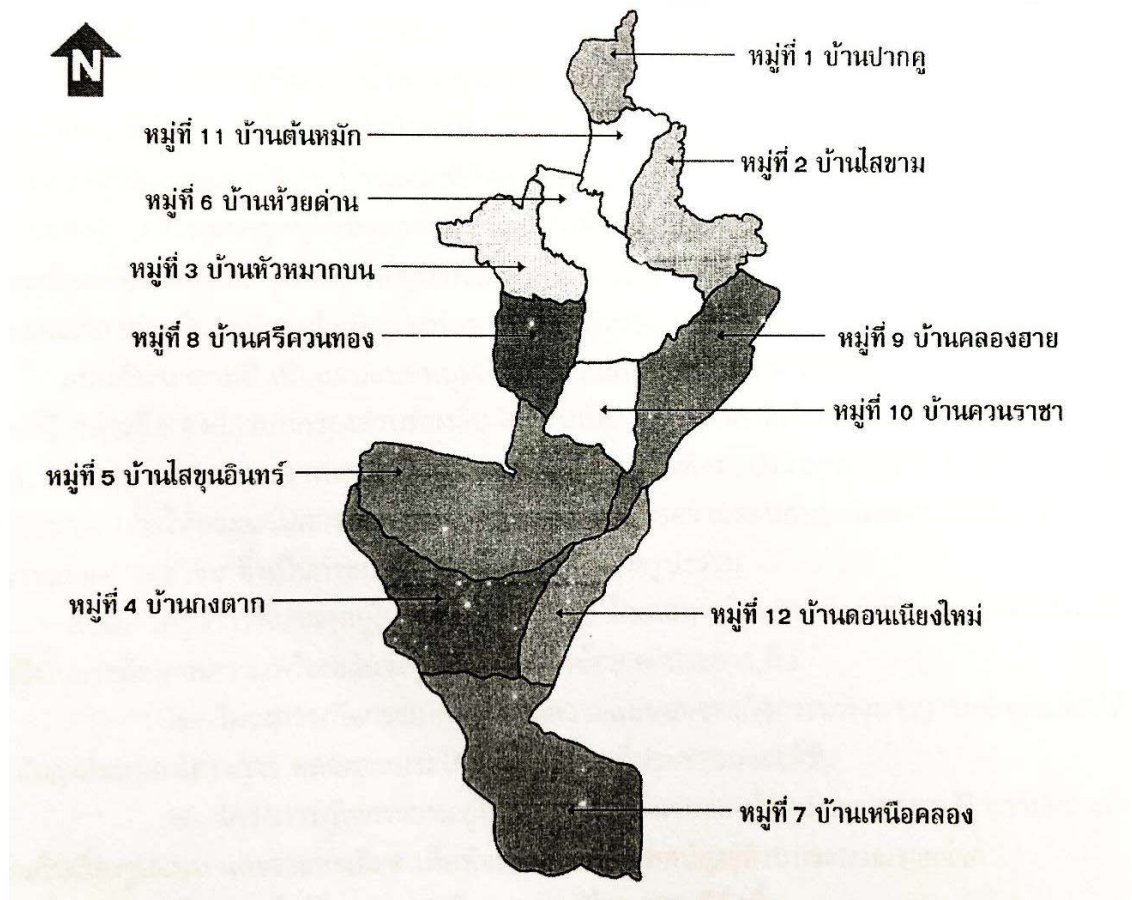 N
หมู่ที่ 1 บ้านปากคู
หมู่ที่ 11 บ้านต้นหมัก
หมู่ที่ 2 บ้านไสขาม
หมู่ที่ 6 บ้านห้วยด่าน
หมู่ที่ 3 บ้านหัวหมากบน
หมู่ที่ 8 บ้านศรีควนทอง
หมู่ที่ 9 บ้านคลองฮาย
หมู่ที่ 10 บ้านควนราชา
หมู่ที่ 5 บ้านไสขุนอินทร์
หมู่ที่ 4 บ้านกงตาก
หมู่ที่ 12 บ้านดอนเนียงใหม่
หมู่ที่ 7 บ้านเหนือคลอง